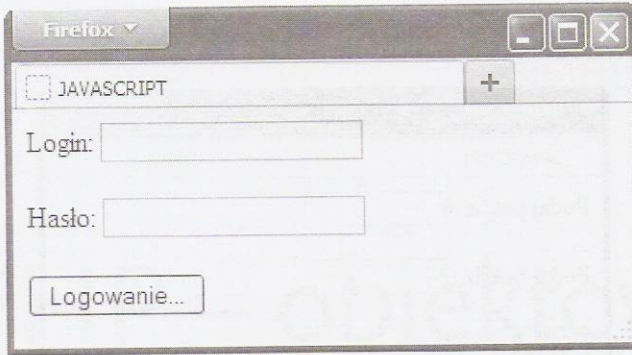 Firefox
JAVASCRIPT
+
Login:
Hasło:
Logowanie...